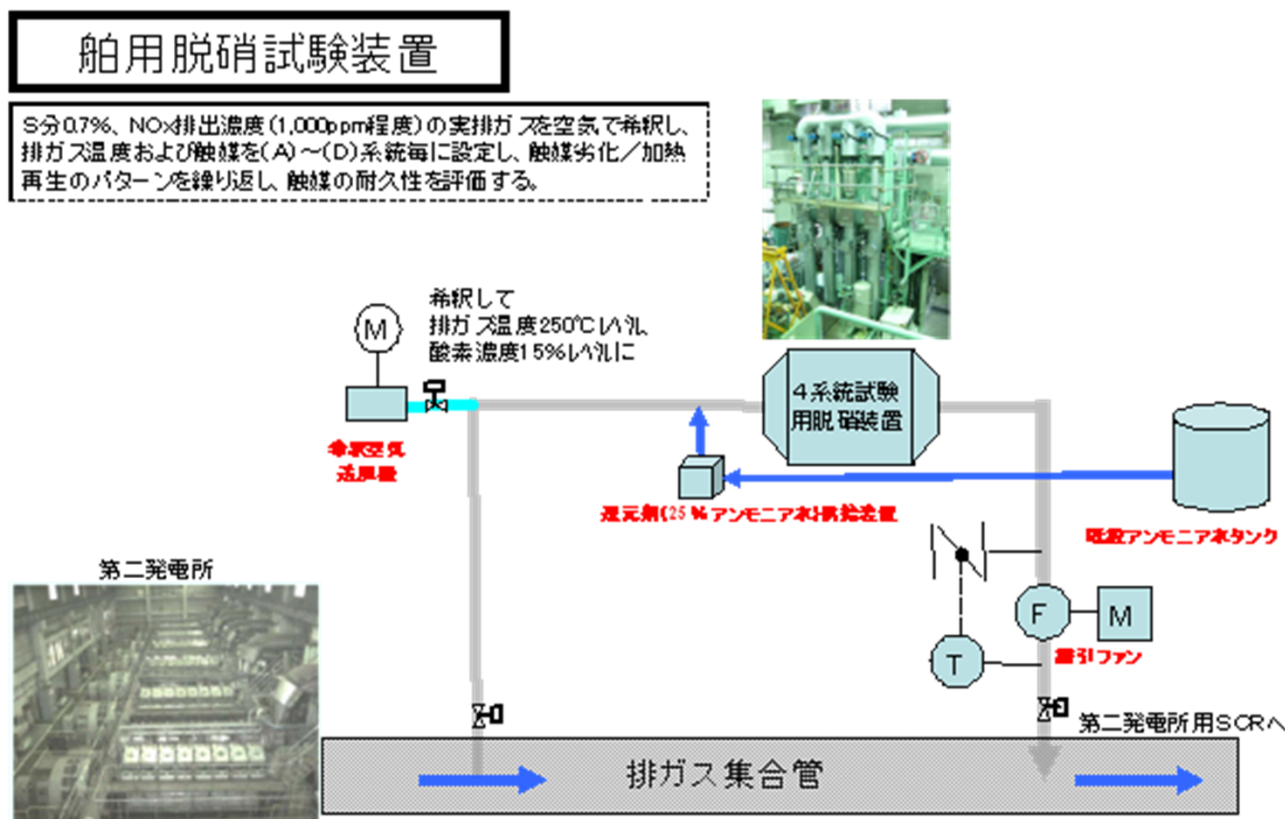 舶用脱硝試験装置
S分0.7%、NOx排出濃度(1,000ppm程度)の実排ガスを空気で希釈し、
排ガス温度および触媒を(A)～(D)系統毎に設定し、触媒劣化／加熱
再生のパターンを繰り返し、触媒の耐久性を評価する。
希釈して
排ガス温度250℃レベル、
酸素濃度15%レベルに
M
4系統試験
用脱硝装置
希釈空気
送風機
還元剤(25%アンモニア水)供給装置
既設アンモニア水タンク
第二発電所
F
M
T
誘引ファン
第二発電所用SCRへ
排ガス集合管